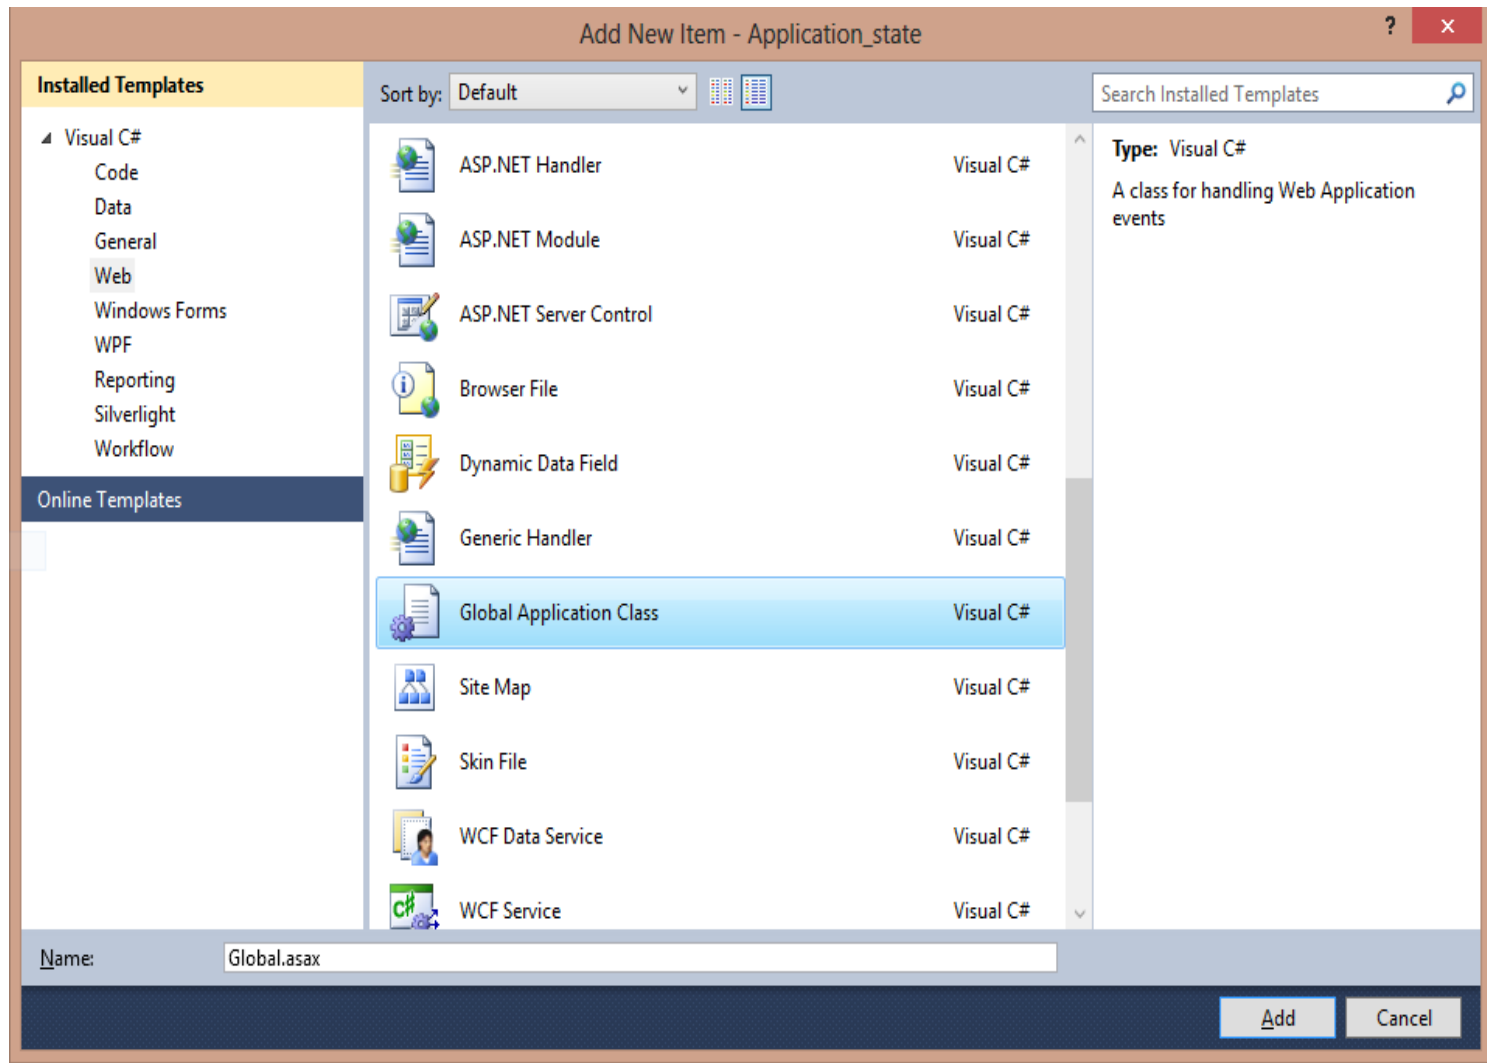 Add New Item - Application_state
? x
Installed Templates
Sort by: Default
Search Installed Templates
Visual C#
Code
Data
General
Web
Windows Forms
WPF
Reporting
Silverlight
Workflow
Online Templates
ASP.NET Handler Visual C#
ASP.NET Module Visual C#
ASP.NET Server Control Visual C#
Browser File Visual C#
Dynamic Data Field Visual C#
Generic Handler Visual C#
Global Application Class Visual C#
Site Map Visual C#
Skin File Visual C#
WCF Data Service Visual C#
C# WCF Service Visual C#
Type: Visual C#
A class for handling Web Application
events
Name: Global.asax
Add Cancel